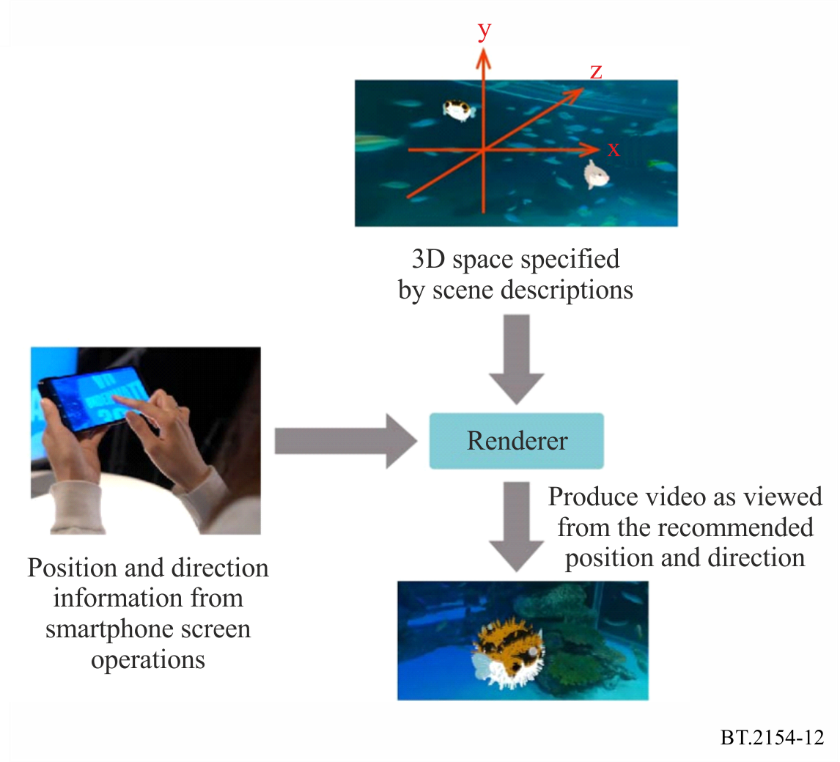 y
z
x
3D space specified
by scene descriptions
Renderer
Produce video as viewed
from the recommended
position and direction
Position and direction
information from
smartphone screen
operations
BT.2154-12